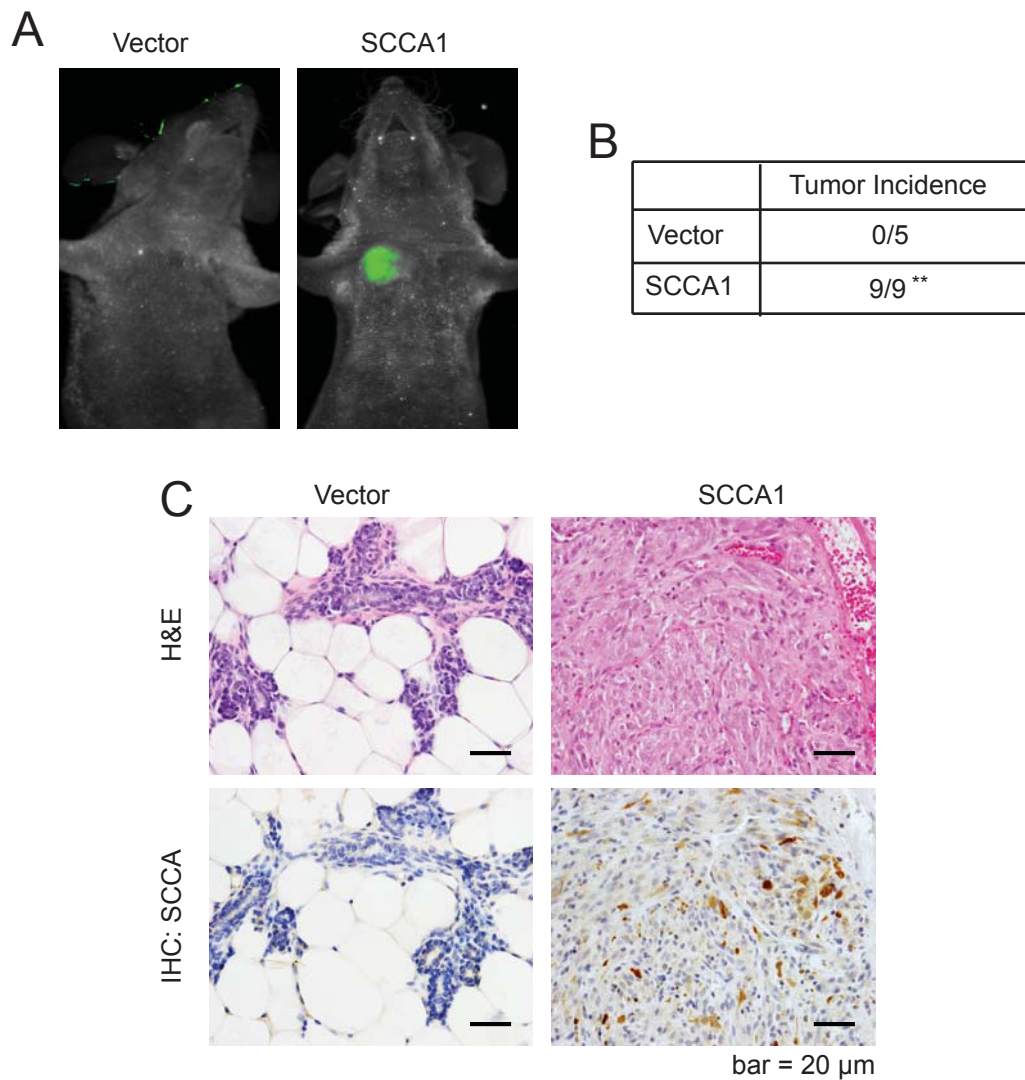 A
Vector
SCCA1
B
Tumor Incidence
Vector
0/5
SCCA1
9/9 **
C
Vector
SCCA1
H&E
IHC: SCCA
bar = 20 µm